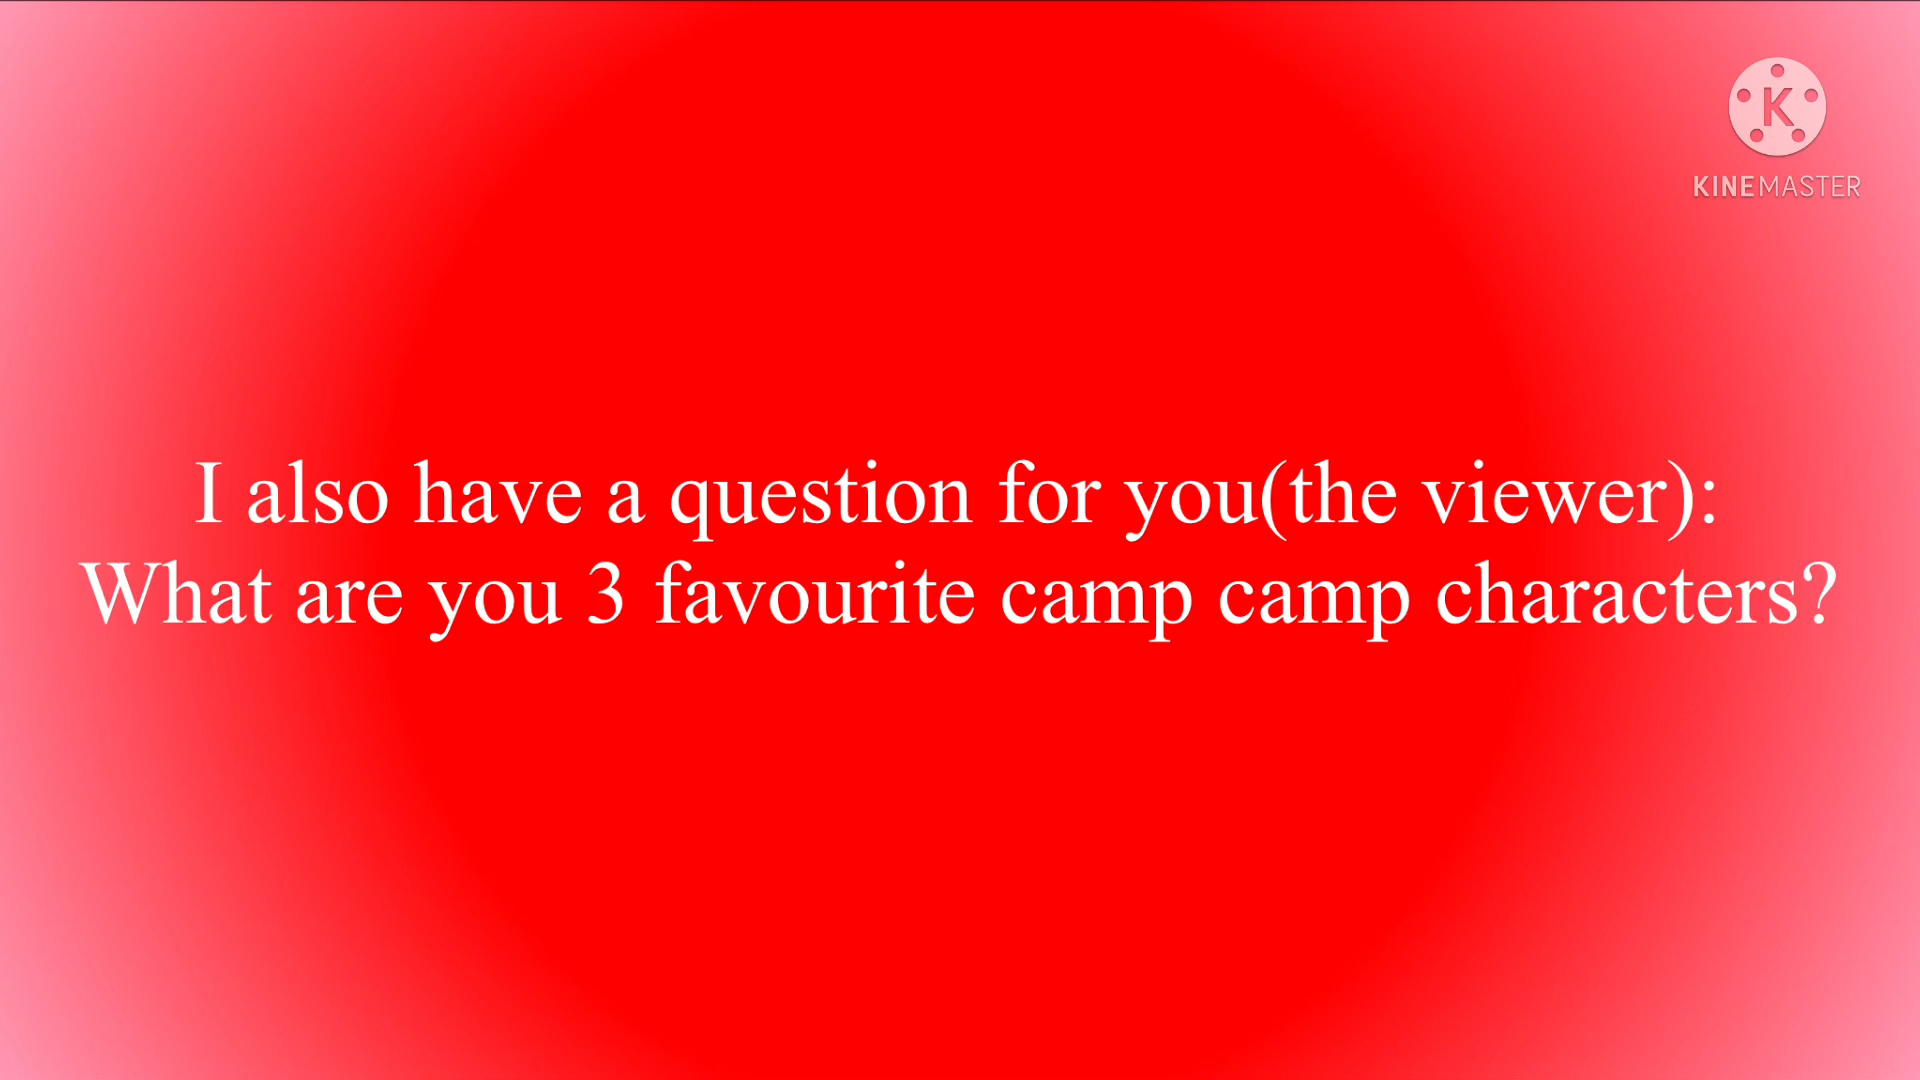 K
KINEMASTER
I also have a question for you(the viewer):
What are you 3 favourite camp camp characters?